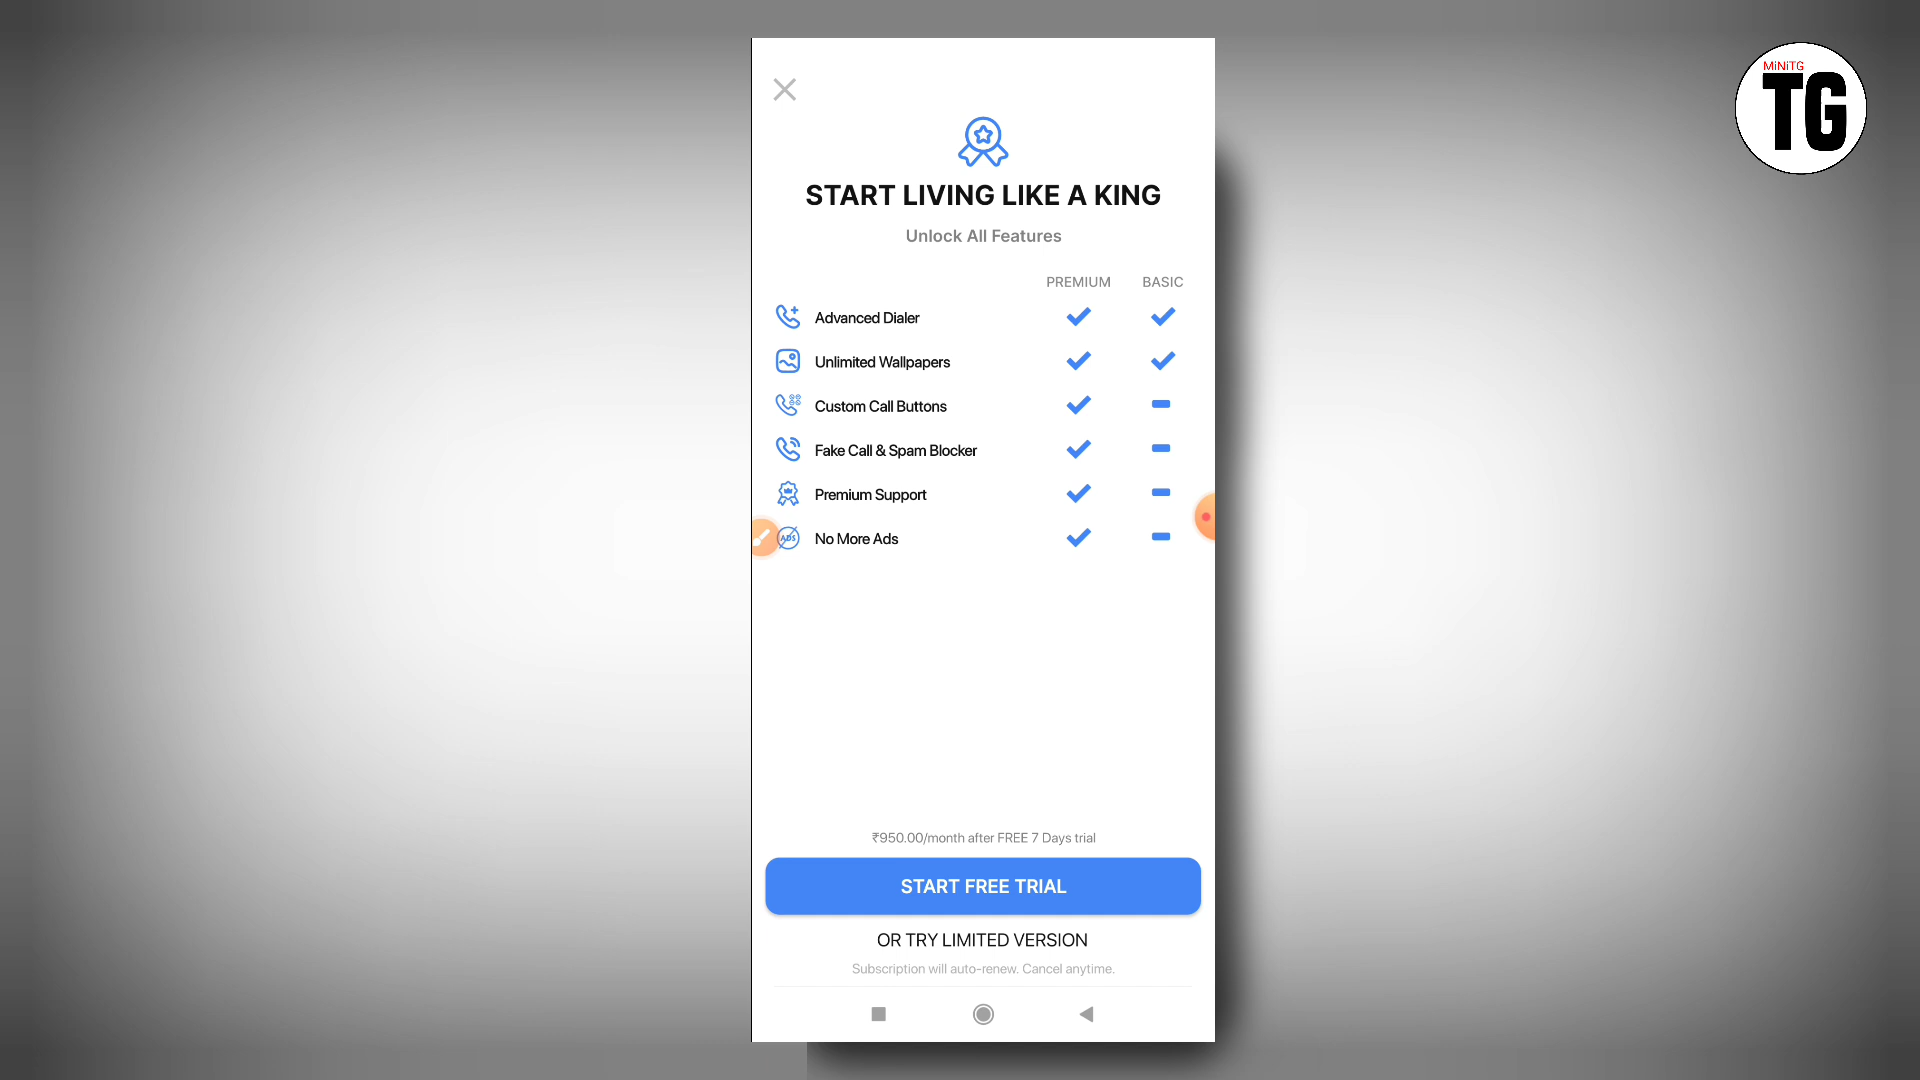 MiNiTG
TG
START LIVING LIKE A KING
Unlock All Features
PREMIUM BASIC
Advanced Dialer
Unlimited Wallpapers
Custom Call Buttons
Fake Call & Spam Blocker
Premium Support
ADS No More Ads
₹950.00/month after FREE 7 Days trial
START FREE TRIAL
OR TRY LIMITED VERSION
Subscription will auto-renew. Cancel anytime.